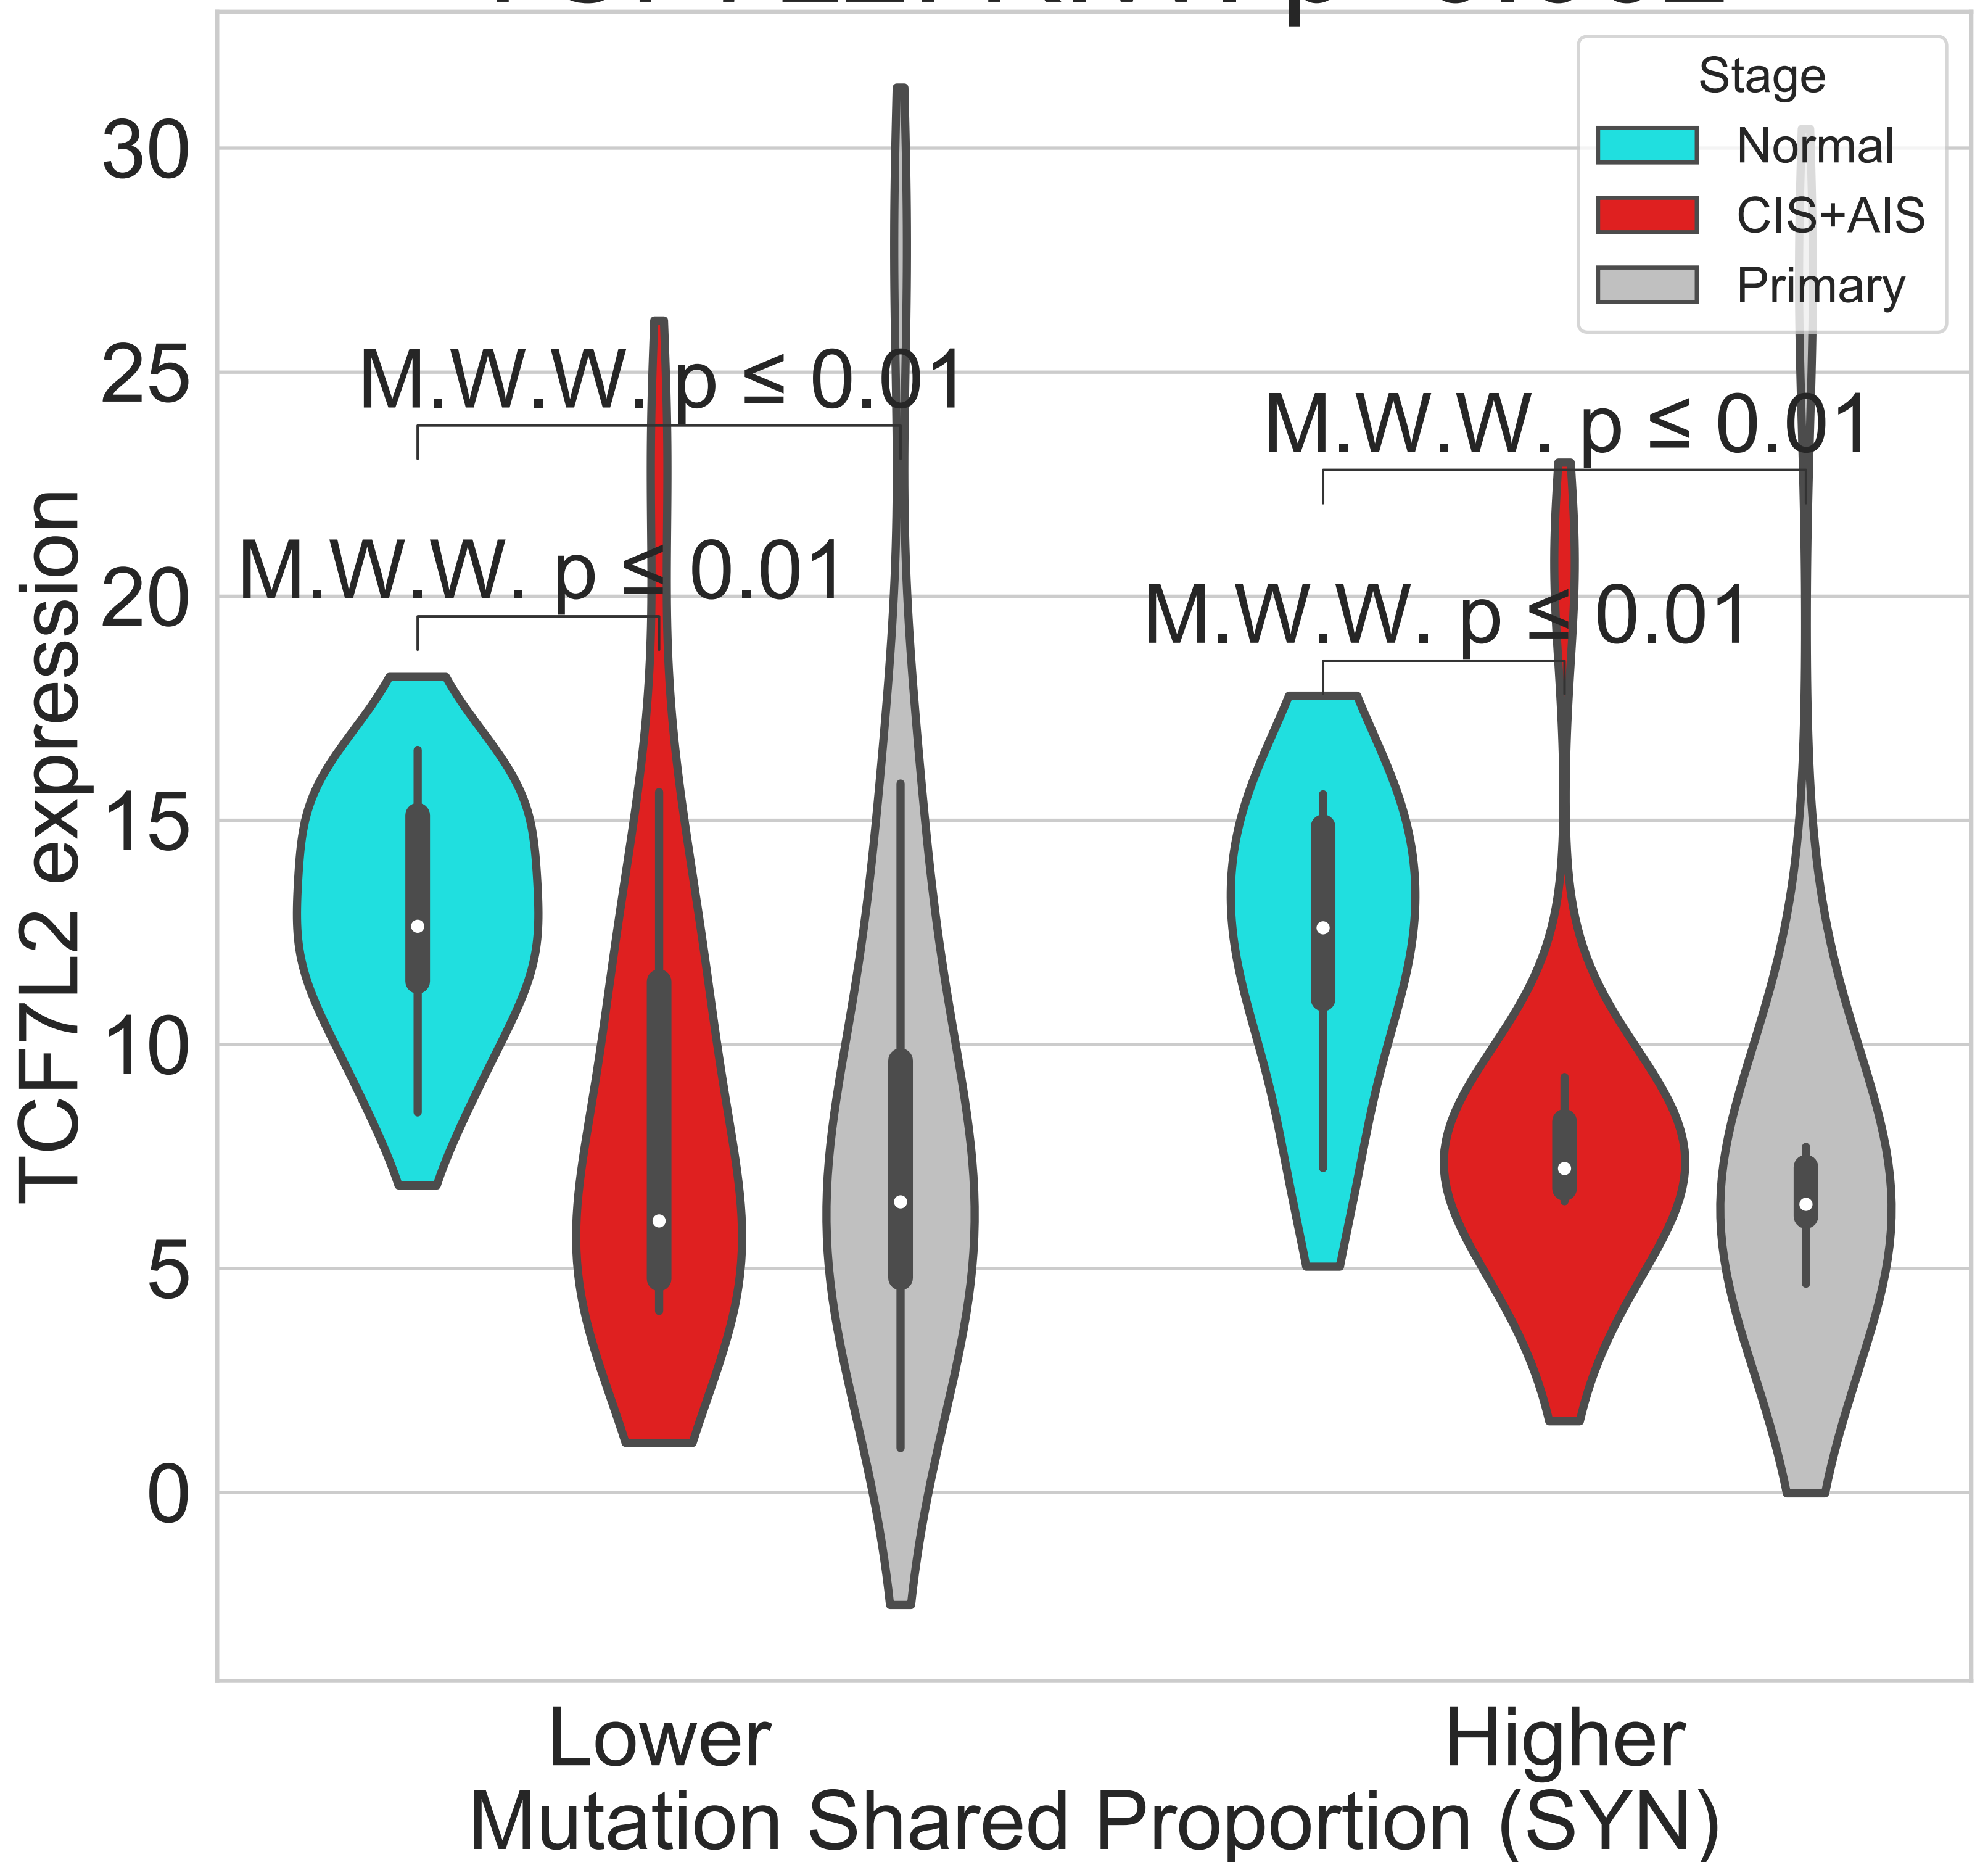 Stage
Normal
CIS+AIS
Primary
30
25
20
15
10
5
0
TCF7L2 expression
M.W.W. p ≤ 0.01
M.W.W. p ≤ 0.01
M.W.W. p ≤ 0.01
M.W.W. p ≤ 0.01
Lower
Higher
Mutation Shared Proportion (SYN)